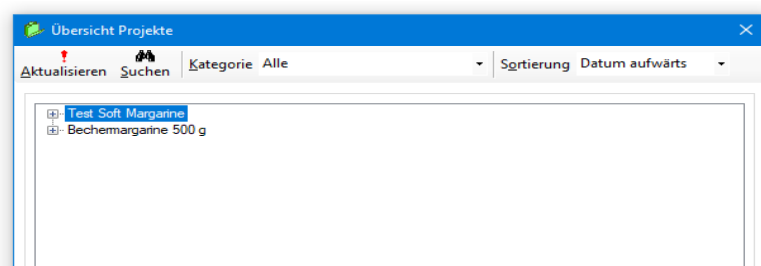 Übersicht Projekte
Aktualisieren Suchen Kategorie Alle Sortierung Datum aufwärts
Test Soft Margarine
Bechermargarine 500 g